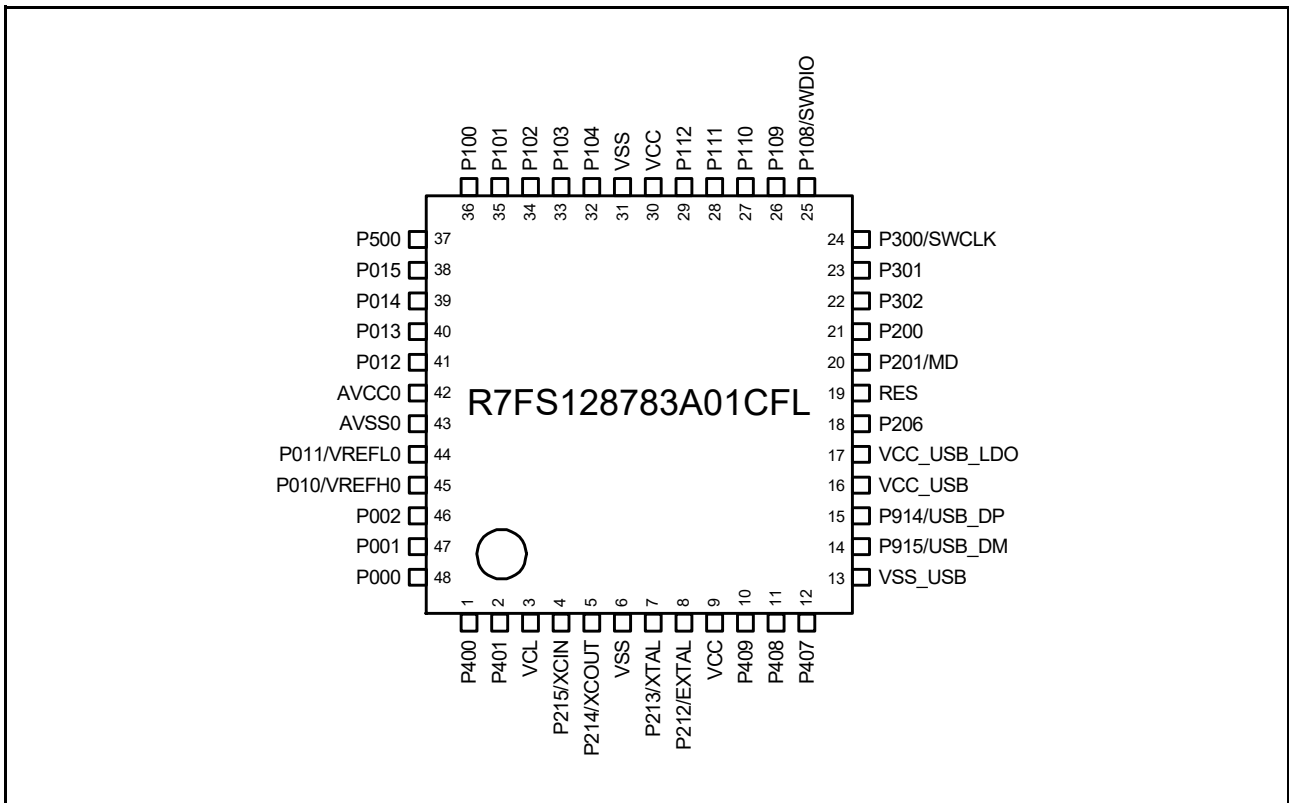 P100 P101 P102 P103 P104 VSS VCC P112 P111 P110 P109 P108/SWDIO
36 35 34 33 32 31 30 29 28 27 26 25
P500 37 24 P300/SWCLK
P015 38 23 P301
P014 39 22 P302
P013 40 21 P200
P012 41 20 P201/MD
AVCC0 42 R7FS128783A01CFL 19 RES
AVSS0 43 18 P206
P011/VREFL0 44 17 VCC_USB_LDO
P010/VREFH0 45 16 VCC_USB
P002 46 15 P914/USB_DP
P001 47 14 P915/USB_DM
P000 48 13 VSS_USB
1 2 3 4 5 6 7 8 9 10 11 12
P400 P401 VCL P215/XCIN P214/XCOUT VSS P213/XTAL P212/EXTAL VCC P409 P408 P407